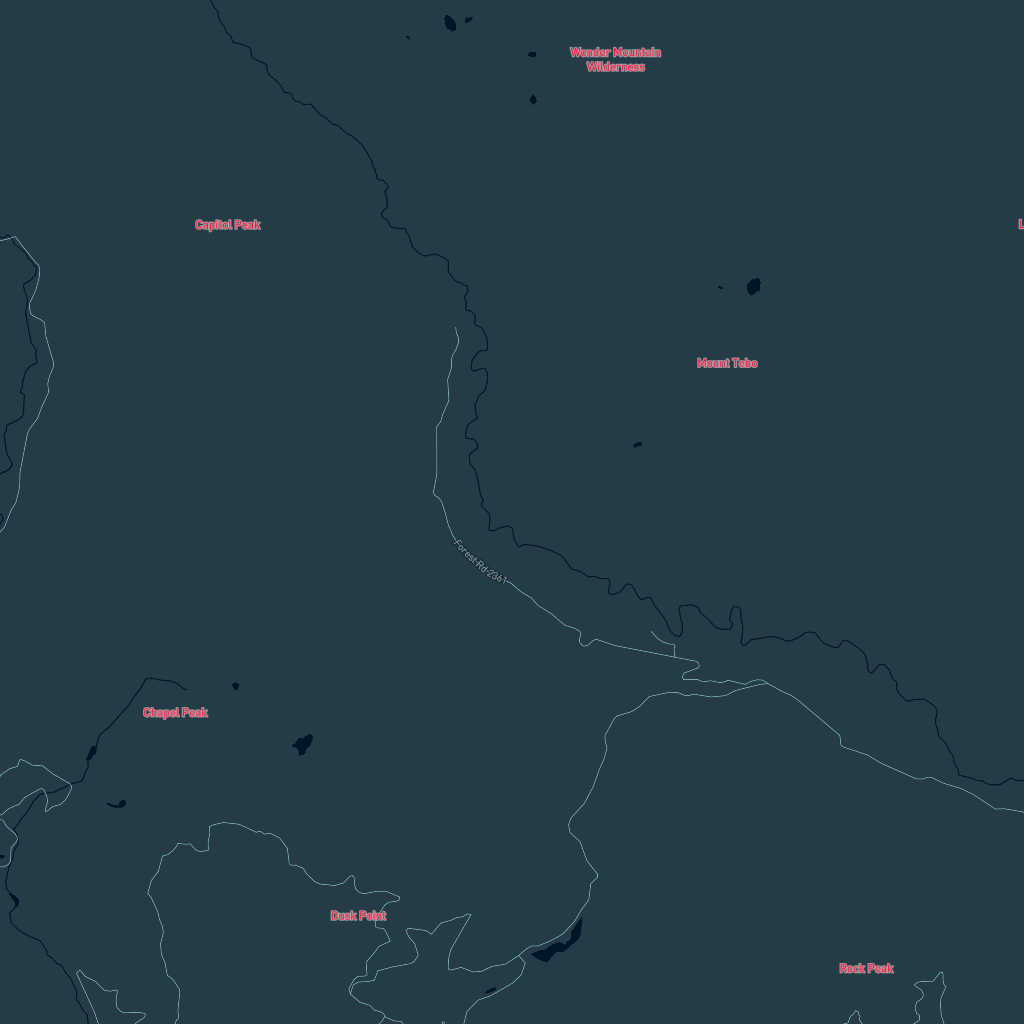 Wonder Mountain
Wilderness
Capitol Peak
Mount Tebo
Forest Rd-2361
Chapel Peak
Dusk Point
Rock Peak